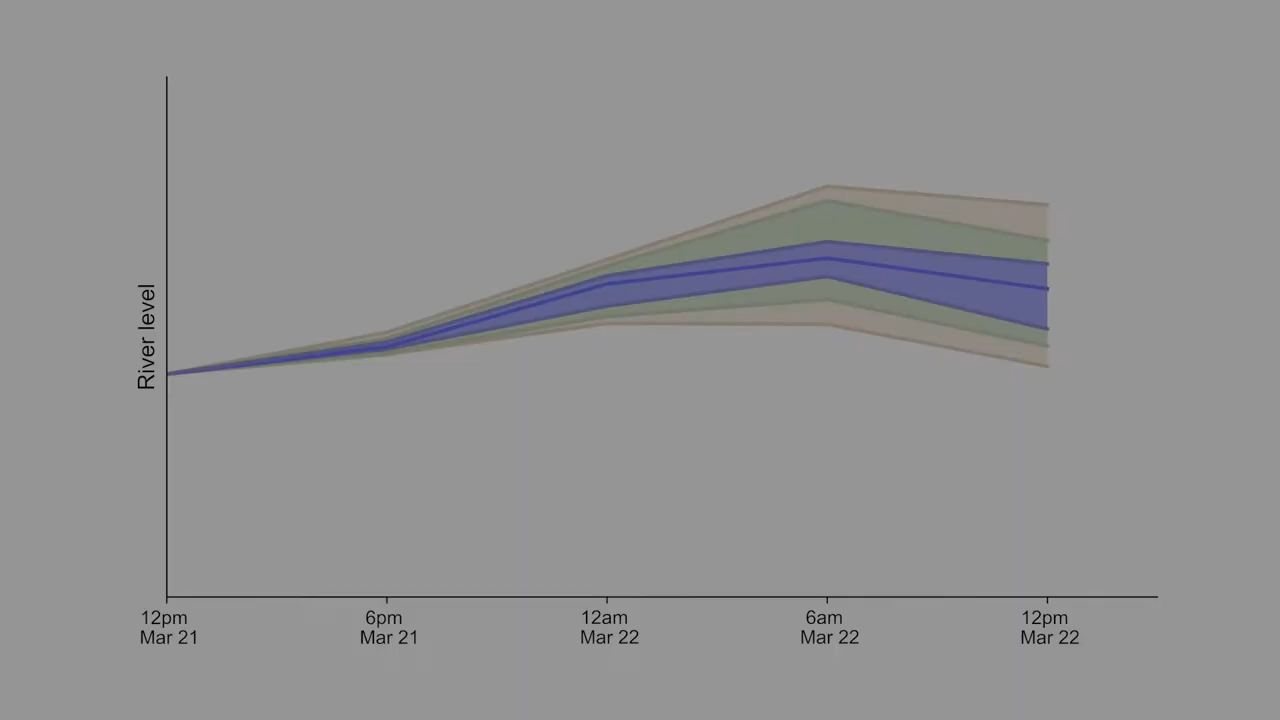 River level
12pm
Mar 21
6pm
Mar 21
12am
Mar 22
6am
Mar 22
12pm
Mar 22